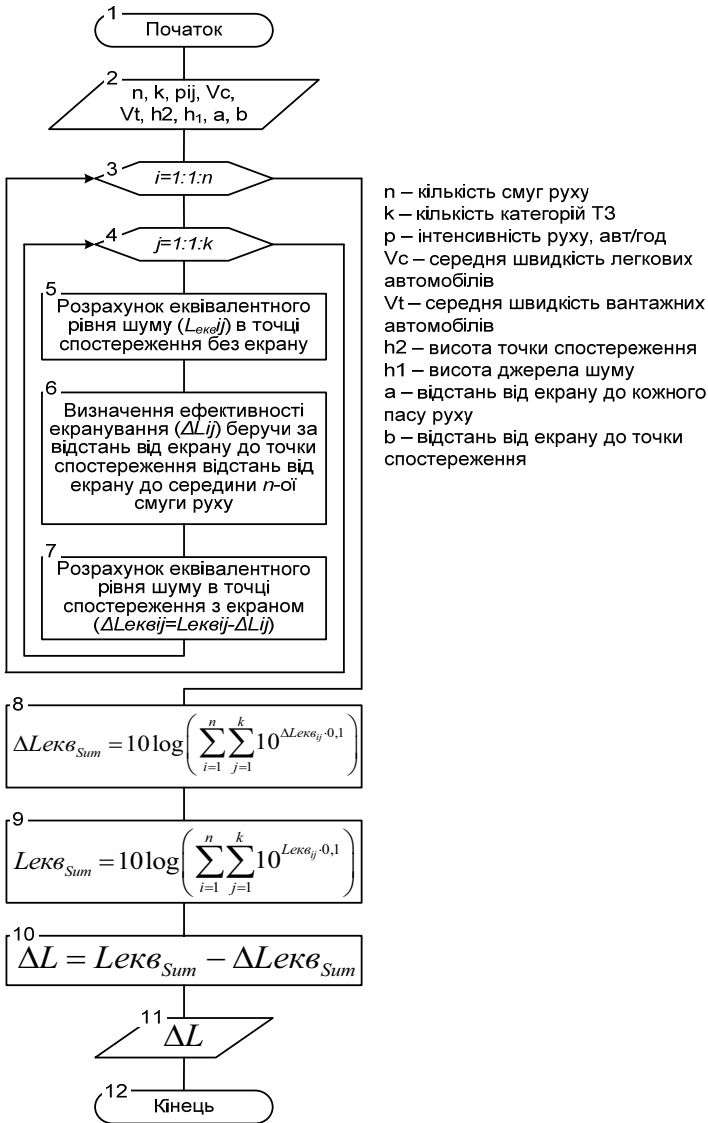 1
Початок
2
n, k, pij, Vc,
Vt, h2, h₁, a, b
3
i=1:1:n
4
j=1:1:k
5
Розрахунок еквівалентного
рівня шуму (Lеквij) в точці
спостереження без екрану
6
Визначення ефективності
екранування (ΔLij) беручи за
відстань від екрану до точки
спостереження відстань від
екрану до середини n-ої
смуги руху
7
Розрахунок еквівалентного
рівня шуму в точці
спостереження з екраном
(ΔLеквij=Lеквij-ΔLij)
8
ΔLекв_Sum = 10 log(∑_{i=1}^{n} ∑_{j=1}^{k} 10^{ΔLекв_ij·0,1})
9
Lекв_Sum = 10 log(∑_{i=1}^{n} ∑_{j=1}^{k} 10^{Lекв_ij·0,1})
10
ΔL = Lекв_Sum − ΔLекв_Sum
11
ΔL
12
Кінець
n – кількість смуг руху
k – кількість категорій ТЗ
p – інтенсивність руху, авт/год
Vc – середня швидкість легкових
автомобілів
Vt – середня швидкість вантажних
автомобілів
h2 – висота точки спостереження
h1 – висота джерела шуму
a – відстань від екрану до кожного
пасу руху
b – відстань від екрану до точки
спостереження